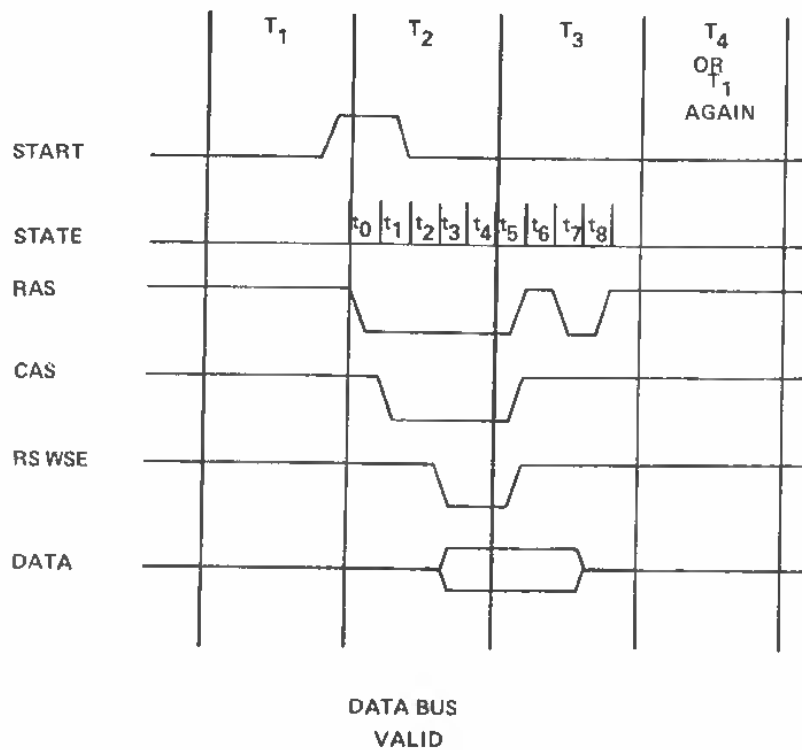 T1 T2 T3 T4
OR
T1
AGAIN
START
STATE t0 t1 t2 t3 t4 t5 t6 t7 t8
RAS
CAS
RS WSE
DATA
DATA BUS
VALID